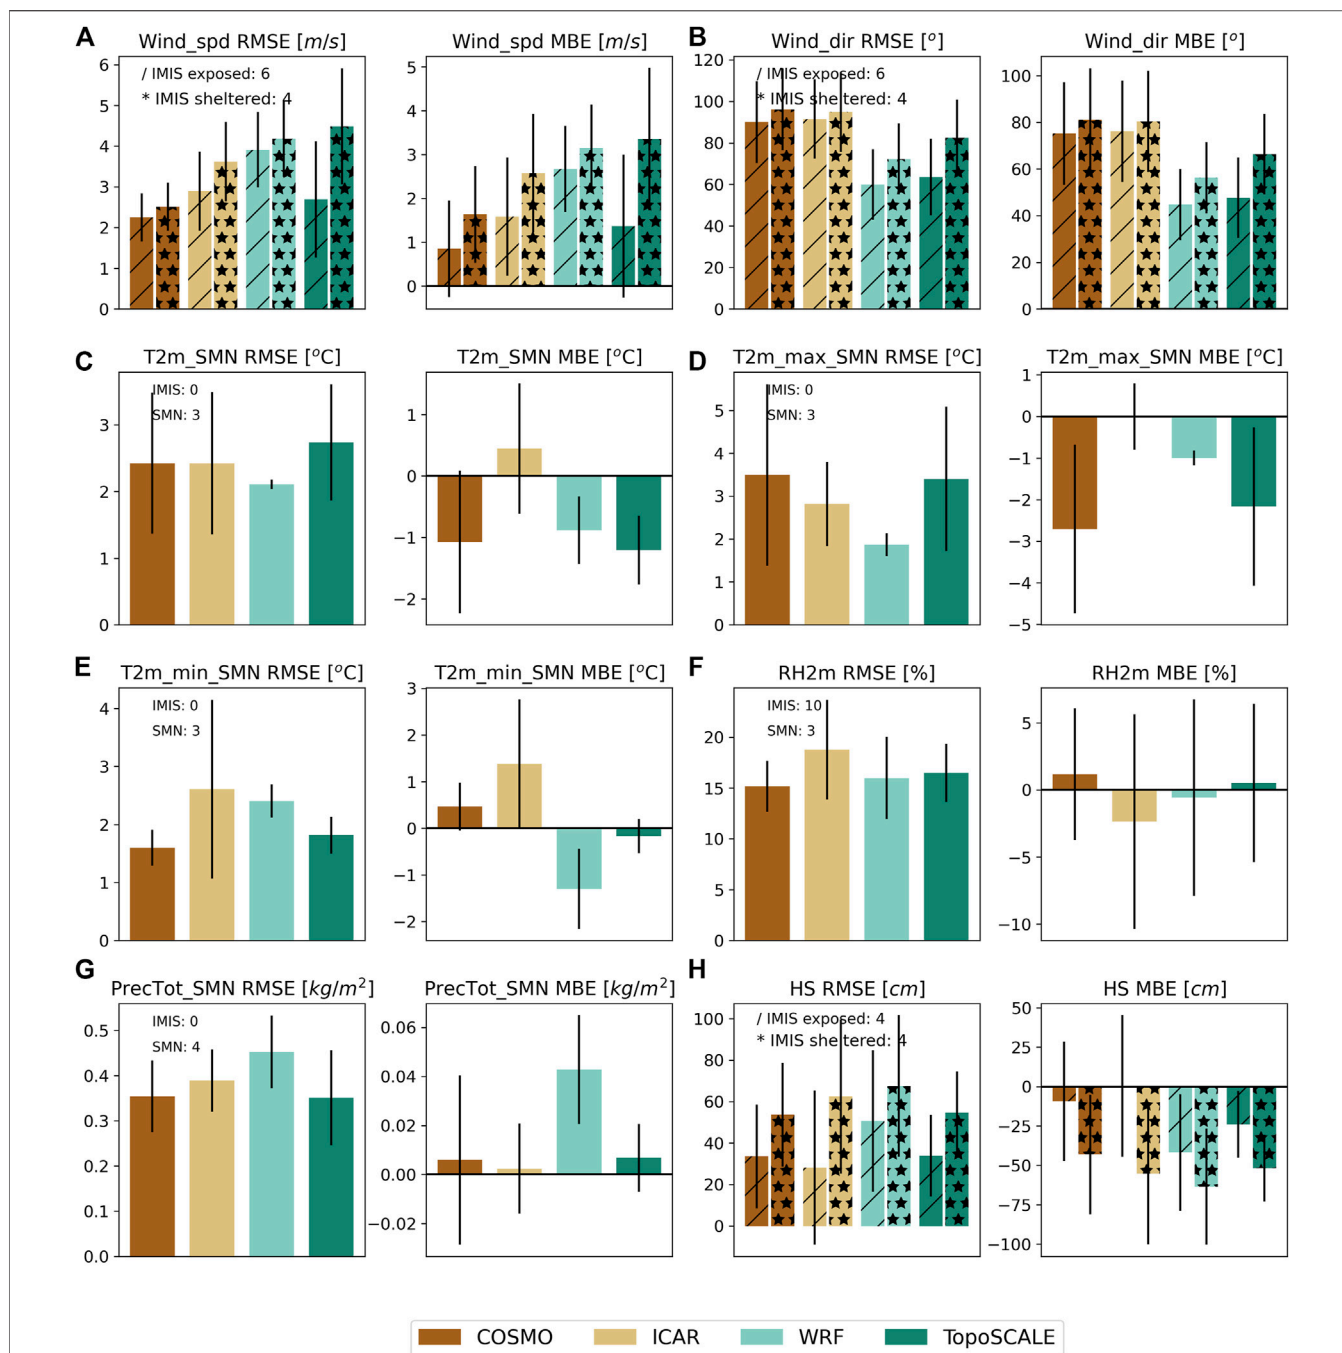 A
Wind_spd RMSE [m/s]
/ IMIS exposed: 6
* IMIS sheltered: 4
6
5
4
3
2
1
0
Wind_spd MBE [m/s]
5
4
3
2
1
0
B
Wind_dir RMSE [°]
/ IMIS exposed: 6
* IMIS sheltered: 4
120
100
80
60
40
20
0
Wind_dir MBE [°]
100
80
60
40
20
0
C
T2m_SMN RMSE [°C]
IMIS: 0
SMN: 3
3
2
1
0
T2m_SMN MBE [°C]
1
0
−1
−2
D
T2m_max_SMN RMSE [°C]
IMIS: 0
SMN: 3
5
4
3
2
1
0
T2m_max_SMN MBE [°C]
1
0
−1
−2
−3
−4
−5
E
T2m_min_SMN RMSE [°C]
IMIS: 0
SMN: 3
4
3
2
1
0
T2m_min_SMN MBE [°C]
3
2
1
0
−1
−2
F
RH2m RMSE [%]
IMIS: 10
SMN: 3
20
15
10
5
0
RH2m MBE [%]
5
0
−5
−10
G
PrecTot_SMN RMSE [kg/m²]
IMIS: 0
SMN: 4
0.5
0.4
0.3
0.2
0.1
0.0
PrecTot_SMN MBE [kg/m²]
0.06
0.04
0.02
0.00
−0.02
H
HS RMSE [cm]
/ IMIS exposed: 4
* IMIS sheltered: 4
100
80
60
40
20
0
HS MBE [cm]
50
25
0
−25
−50
−75
−100
COSMO
ICAR
WRF
TopoSCALE